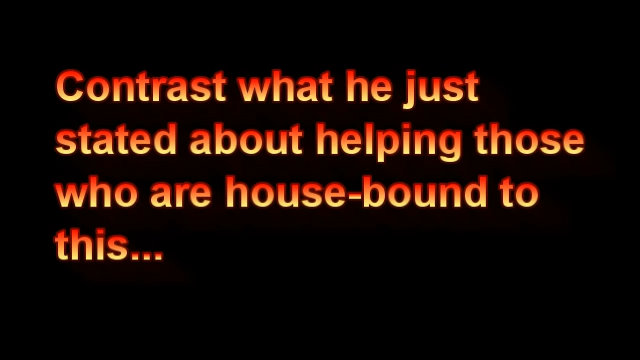 Contrast what he just
stated about helping those
who are house-bound to
this...